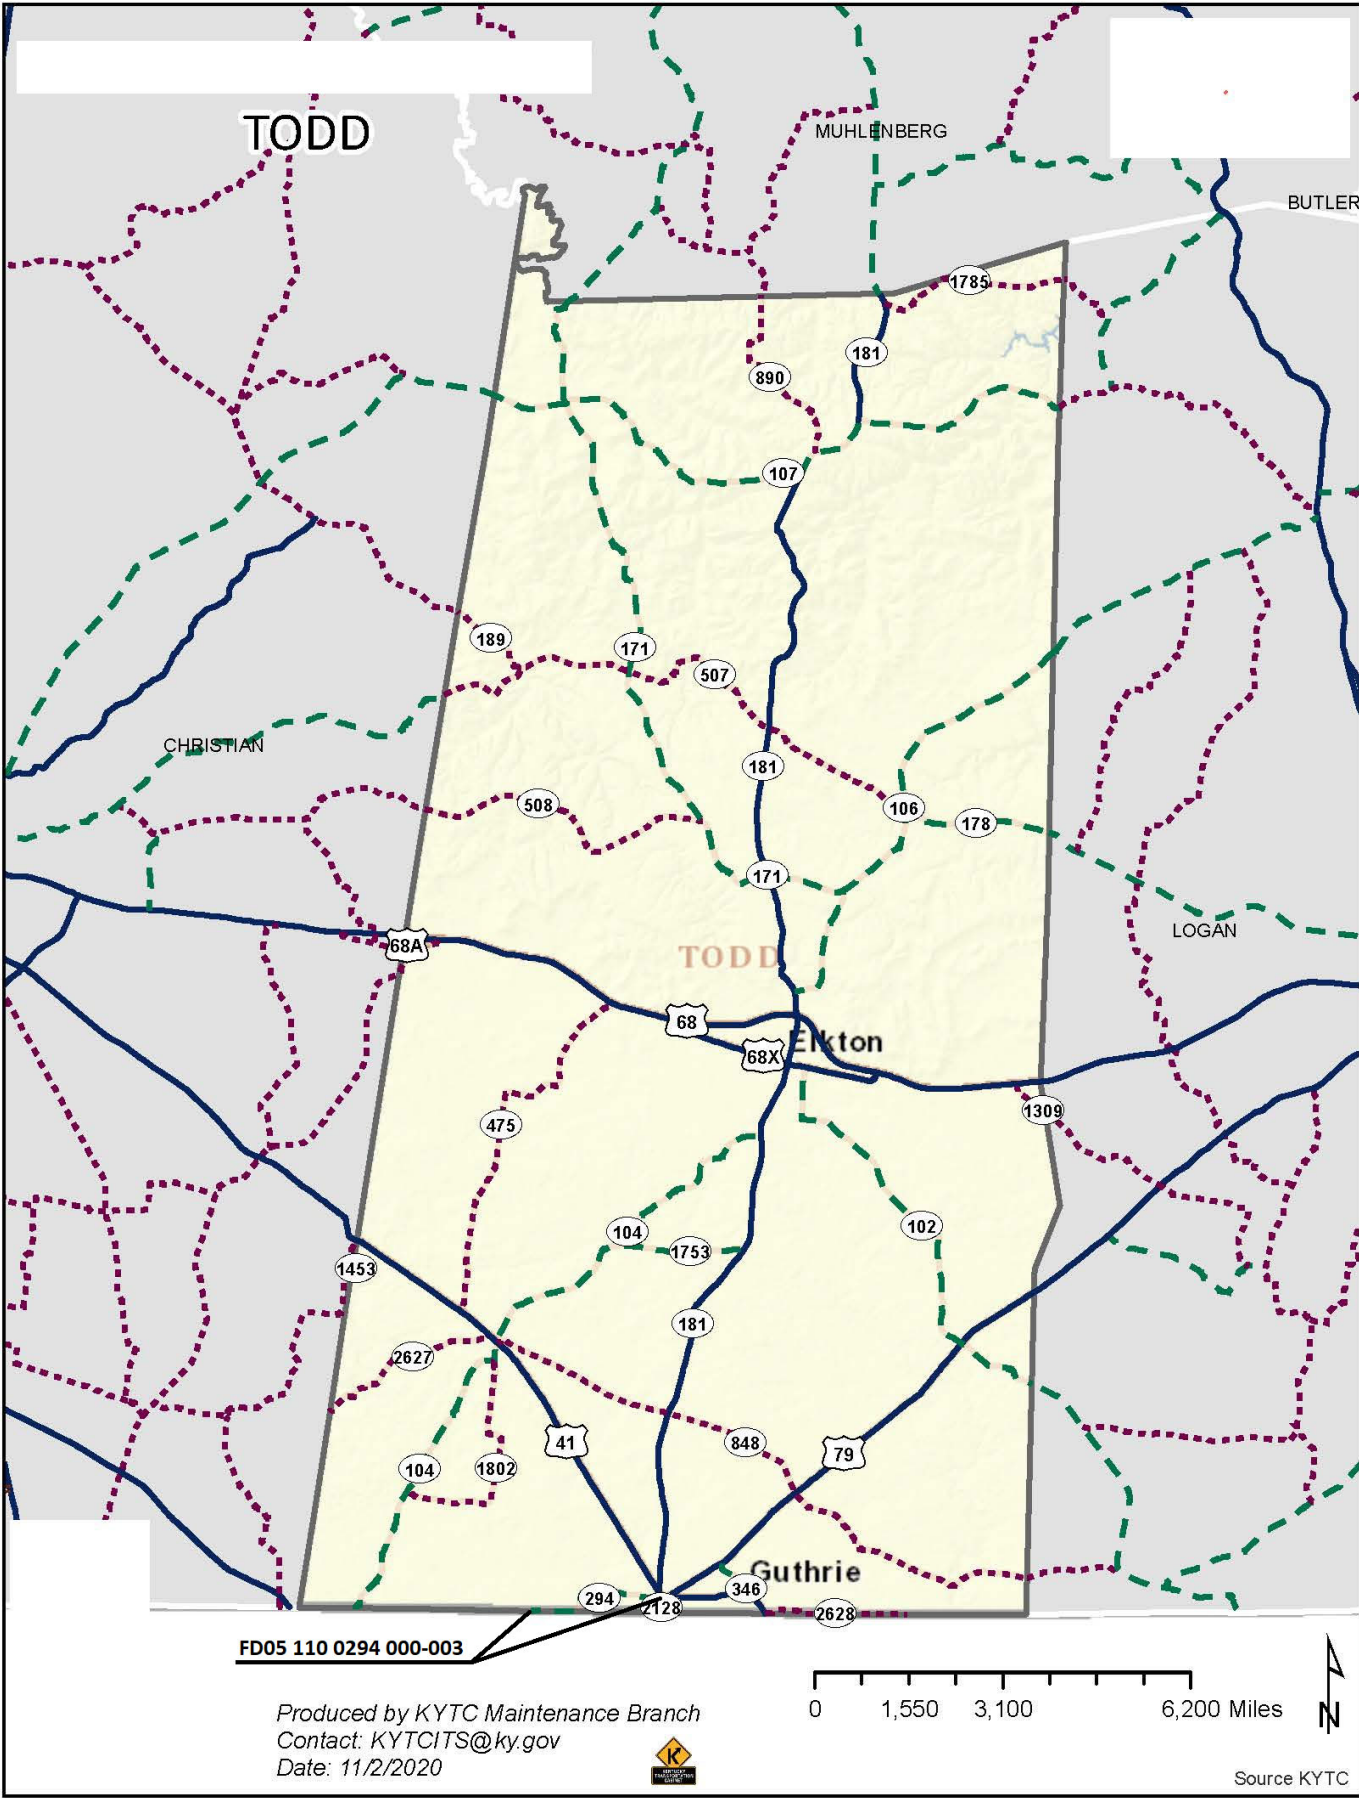 TODD
MUHLENBERG
BUTLER
1785
181
890
107
189
171
507
CHRISTIAN
181
508
106
178
171
LOGAN
68A
TODD
68
Elkton
68X
1309
475
104
1753
102
1453
181
2627
41
848
79
104
1802
Guthrie
294
346
2128
2628
FD05 110 0294 000-003
0 1,550 3,100 6,200 Miles
N
Produced by KYTC Maintenance Branch
Contact: KYTCITS@ky.gov
Date: 11/2/2020
KENTUCKY
TRANSPORTATION
CABINET
Source KYTC